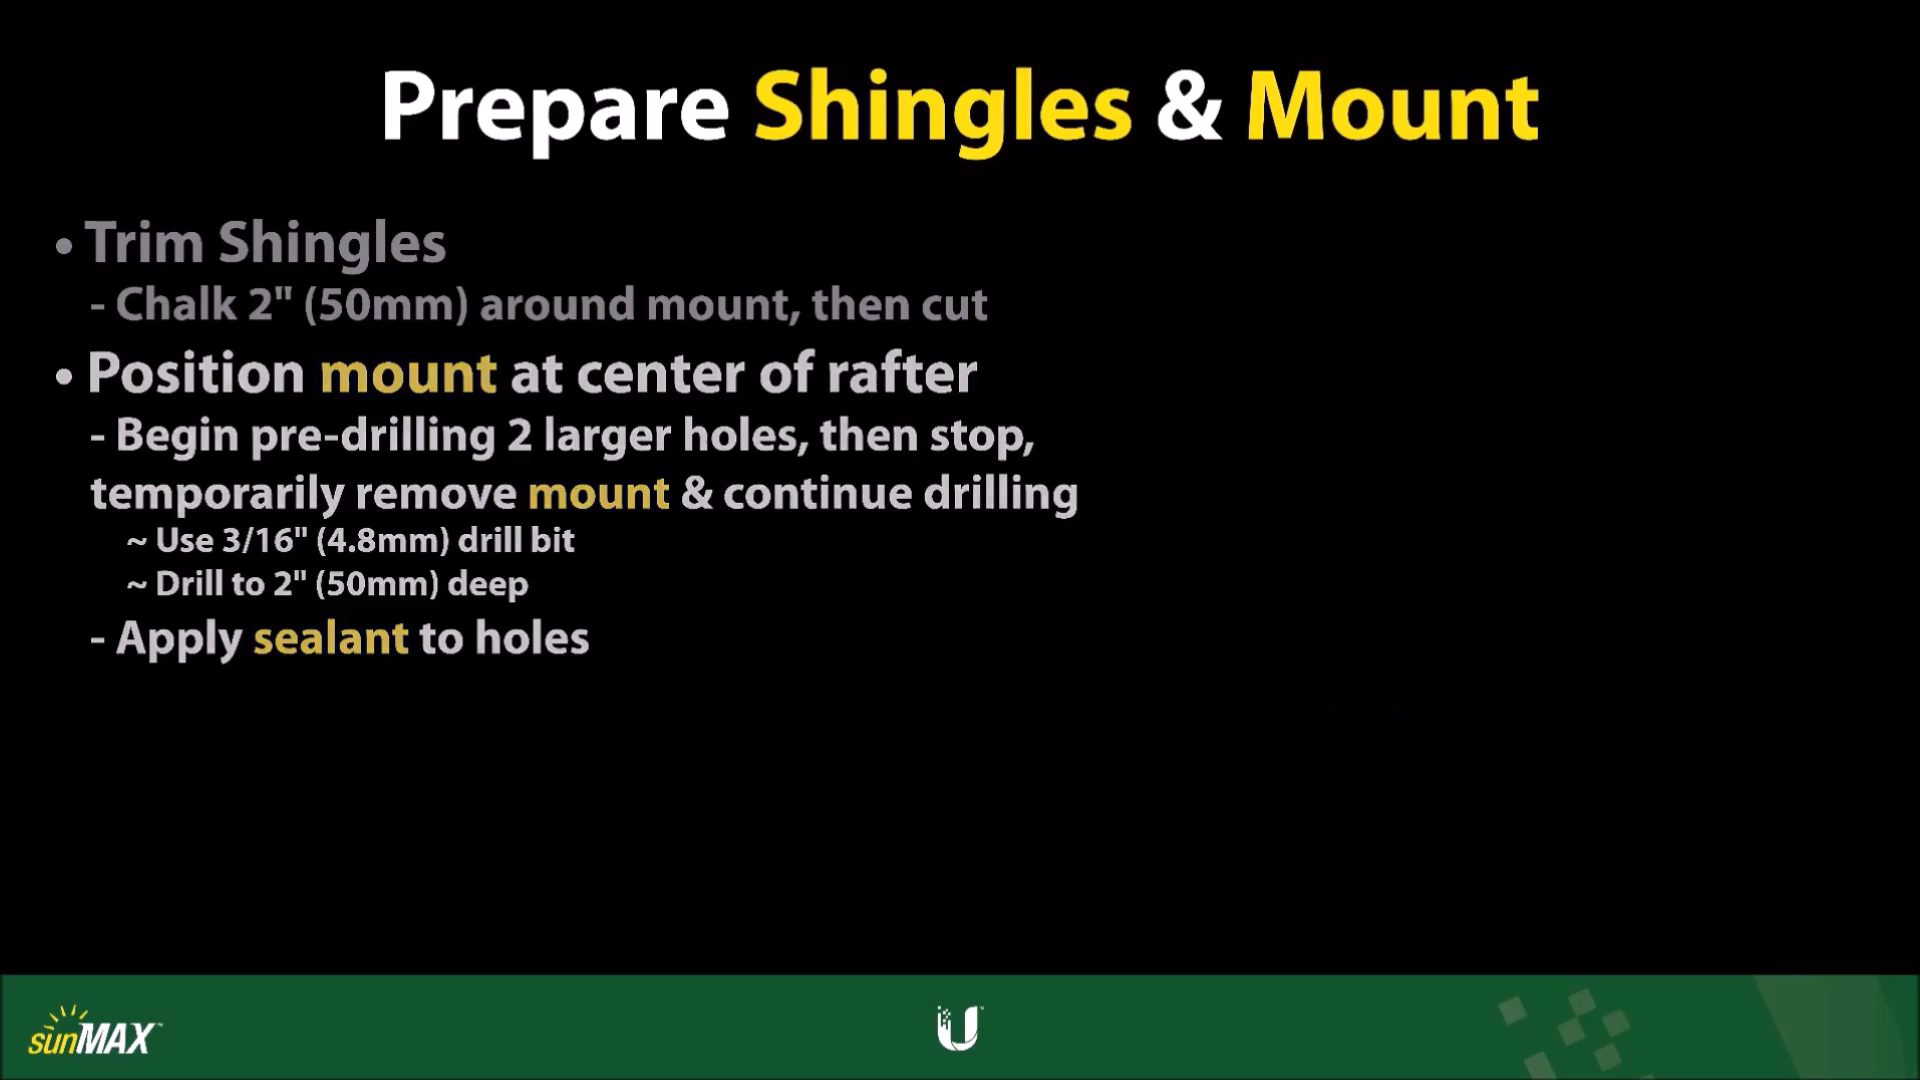 Prepare Shingles & Mount
• Trim Shingles
- Chalk 2" (50mm) around mount, then cut
• Position mount at center of rafter
- Begin pre-drilling 2 larger holes, then stop,
temporarily remove mount & continue drilling
~ Use 3/16" (4.8mm) drill bit
~ Drill to 2" (50mm) deep
- Apply sealant to holes
sunMAX™
U